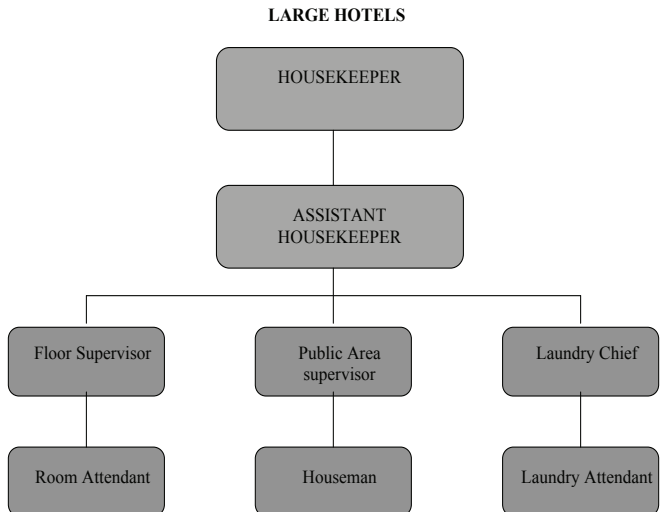 LARGE HOTELS
HOUSEKEEPER
ASSISTANT
HOUSEKEEPER
Floor Supervisor
Public Area
supervisor
Laundry Chief
Room Attendant
Houseman
Laundry Attendant